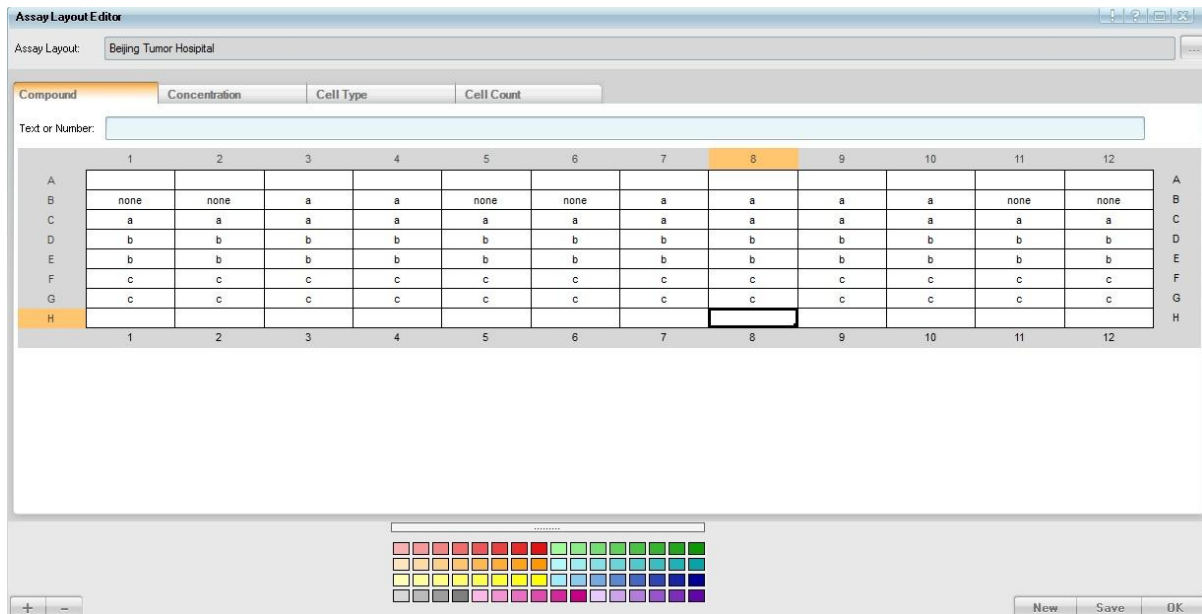 Assay Layout Editor
Assay Layout: Beijing Tumor Hosipital ...
Compound Concentration Cell Type Cell Count
Text or Number:
1 2 3 4 5 6 7 8 9 10 11 12
A A
B none none a a none none a a a a none none B
C a a a a a a a a a a a a C
D b b b b b b b b b b b b D
E b b b b b b b b b b b b E
F c c c c c c c c c c c c F
G c c c c c c c c c c c c G
H H
1 2 3 4 5 6 7 8 9 10 11 12
+ - New Save OK